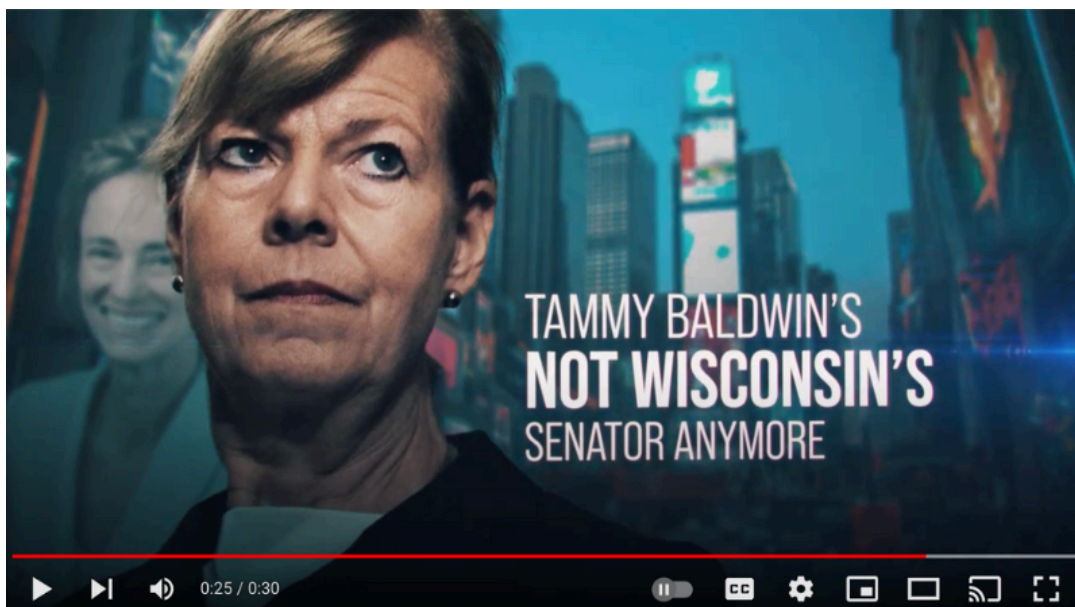 TAMMY BALDWIN'S
NOT WISCONSIN'S
SENATOR ANYMORE
0:25 / 0:30
CC